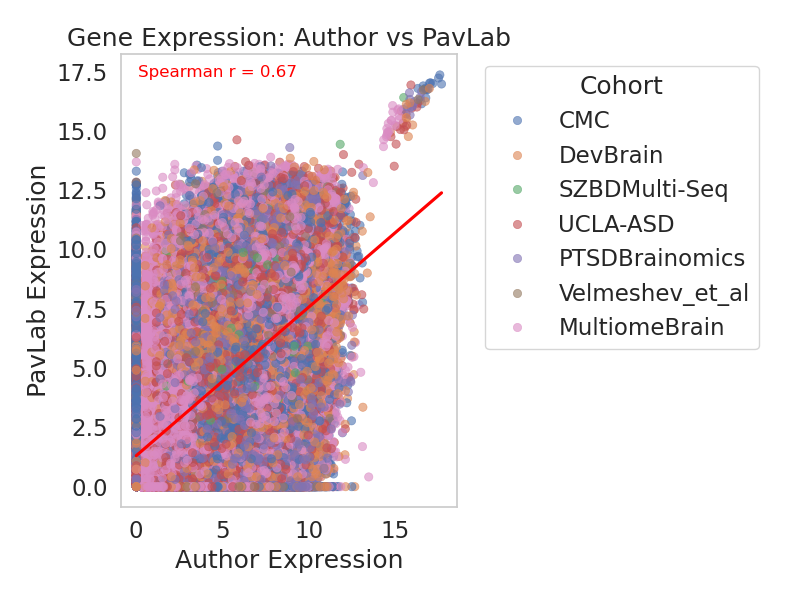 Gene Expression: Author vs PavLab
Spearman r = 0.67
17.5
15.0
12.5
10.0
7.5
5.0
2.5
0.0
PavLab Expression
0
5
10
15
Author Expression
Cohort
CMC
DevBrain
SZBDMulti-Seq
UCLA-ASD
PTSDBrainomics
Velmeshev_et_al
MultiomeBrain